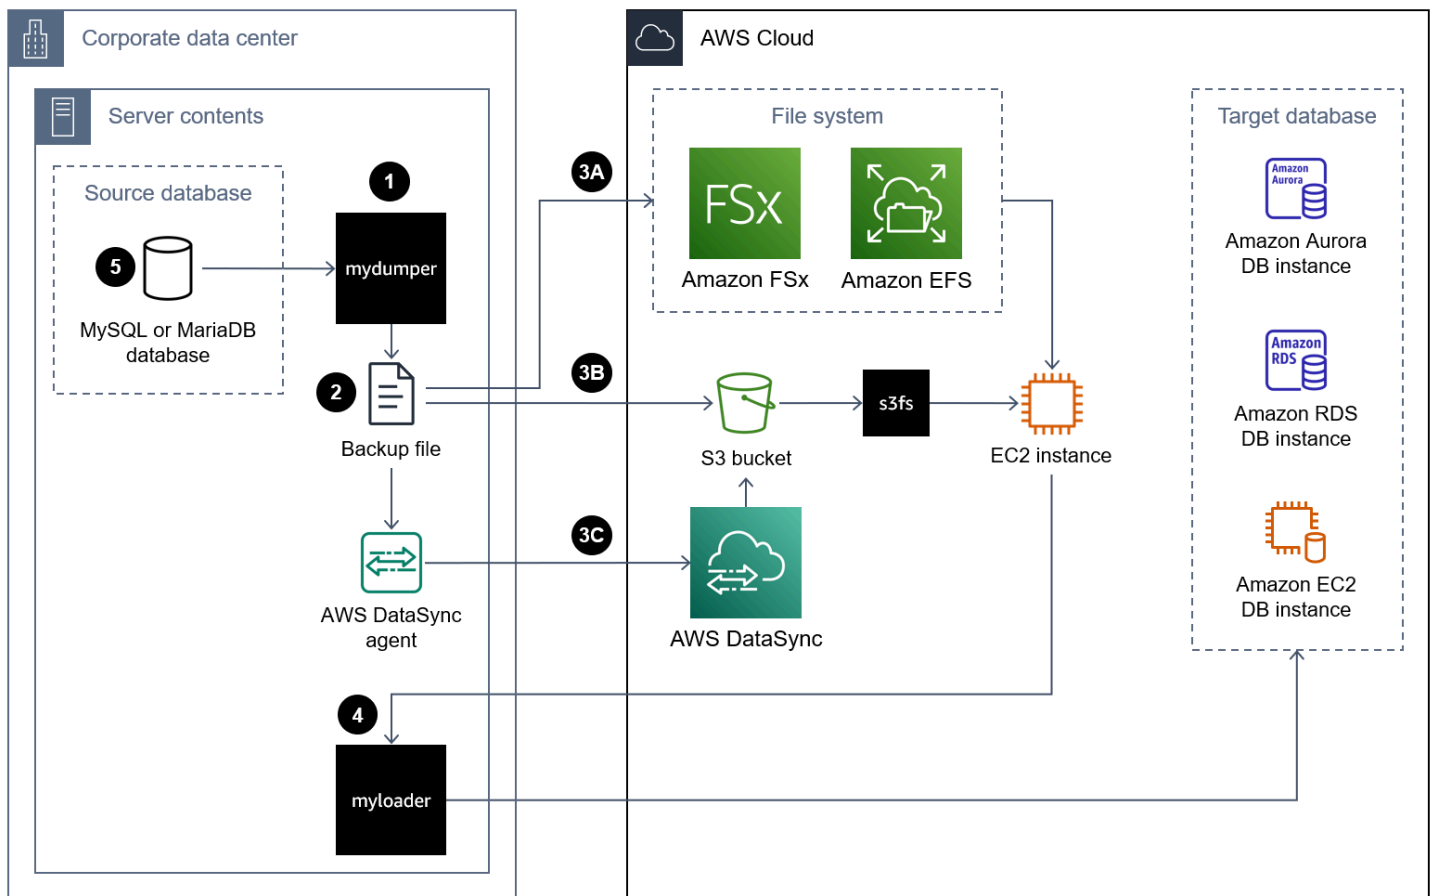 Corporate data center
AWS Cloud
Server contents
File system
Target database
Source database
1
3A
FSx
Amazon
Aurora
mydumper
5
Amazon FSx
Amazon EFS
Amazon Aurora
DB instance
MySQL or MariaDB
database
2
3B
Amazon
RDS
s3fs
Backup file
S3 bucket
EC2 instance
Amazon RDS
DB instance
3C
AWS DataSync
agent
AWS DataSync
Amazon EC2
DB instance
4
myloader